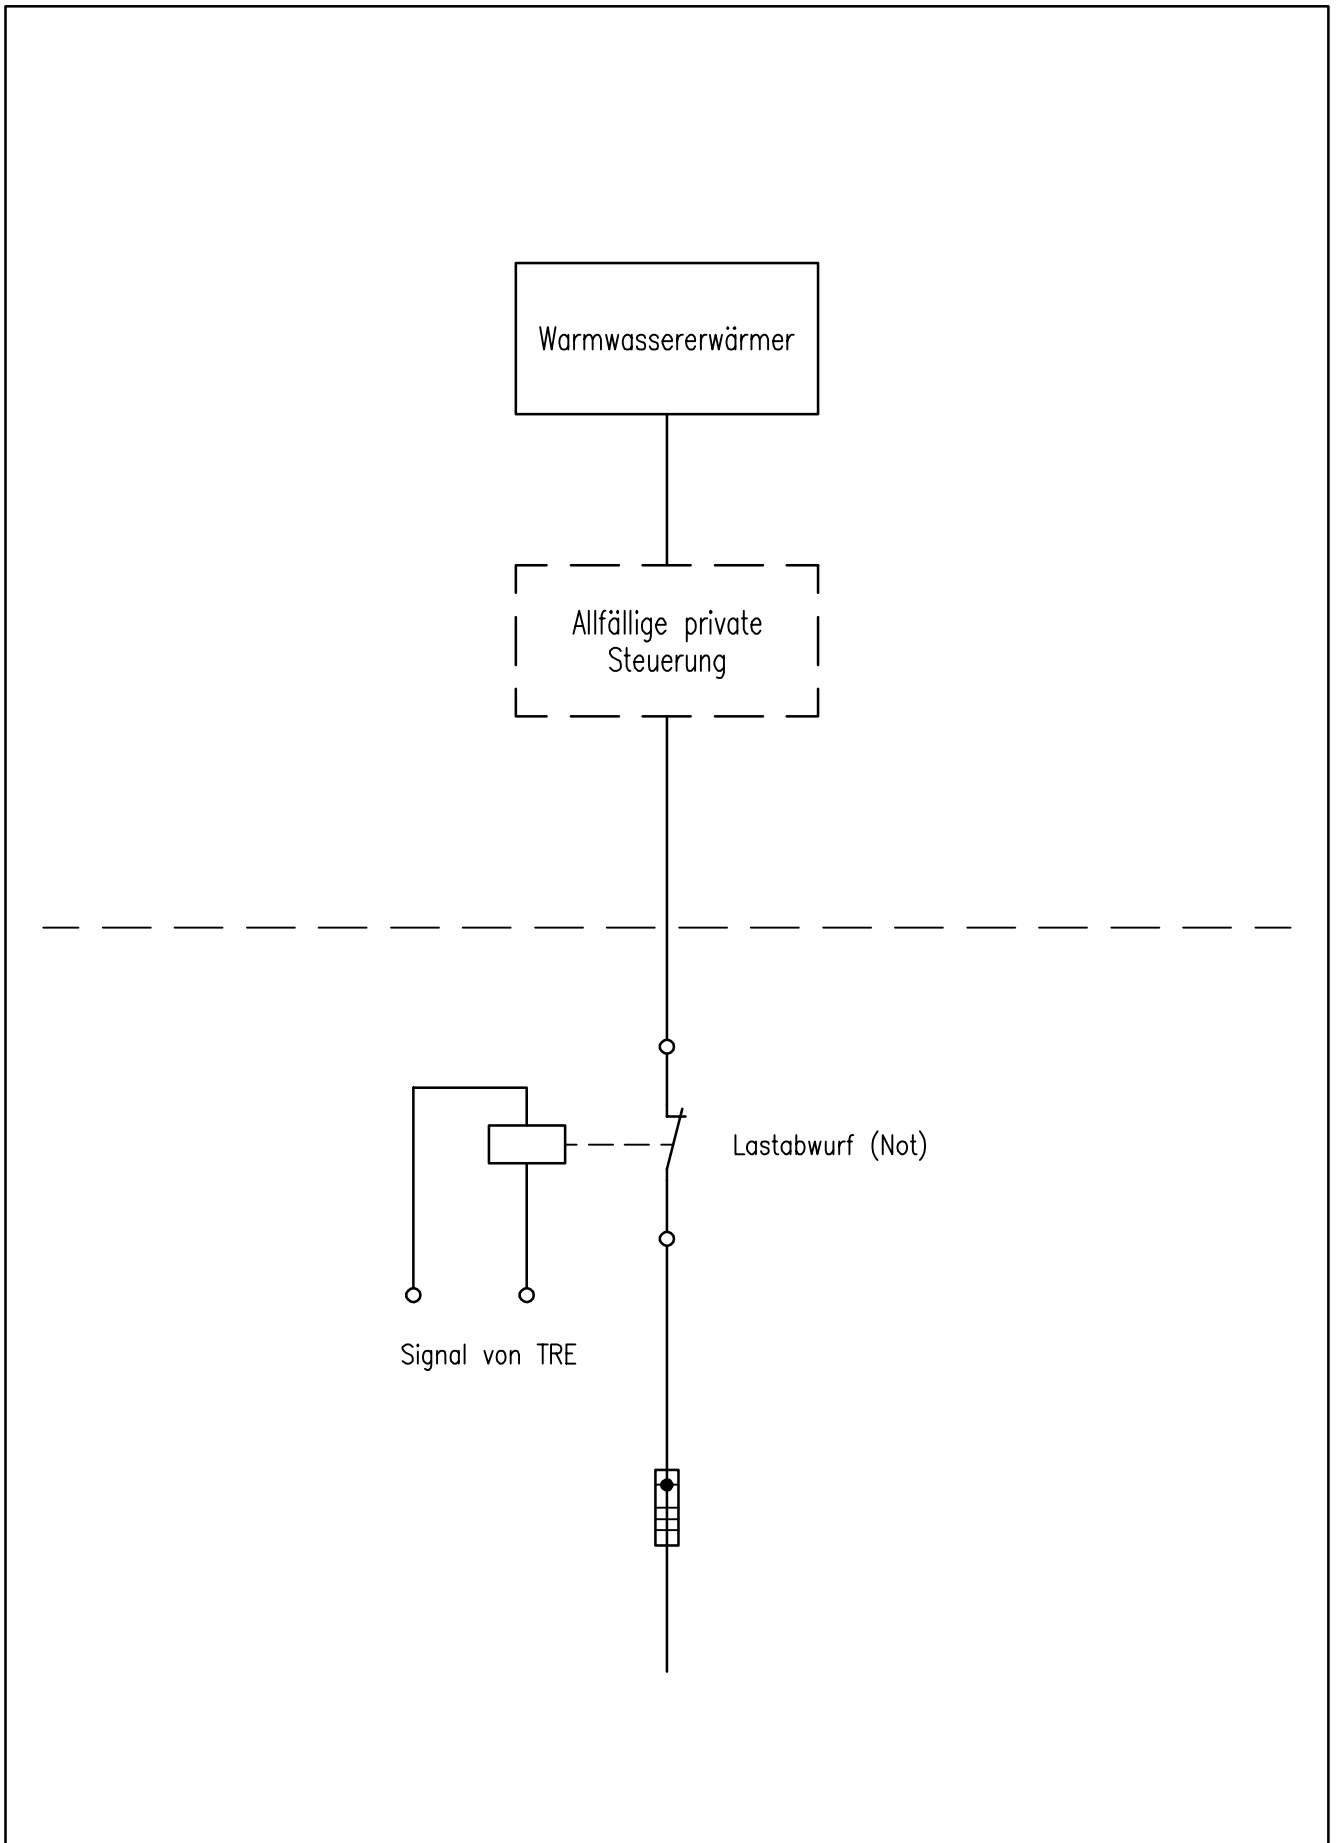 Warmwassererwärmer
Allfällige private
Steuerung
Lastabwurf (Not)
Signal von TRE